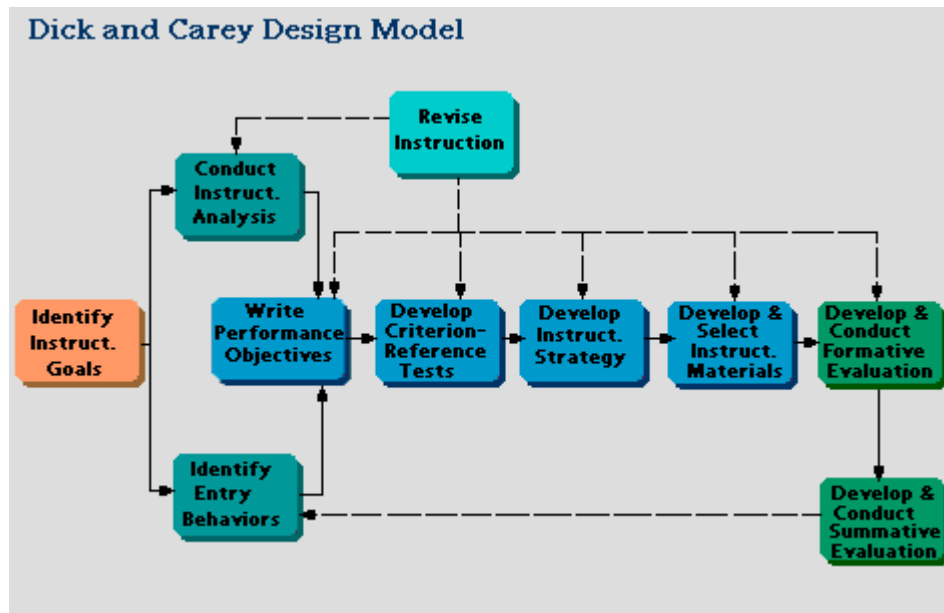 Dick and Carey Design Model
Revise
Instruction
Conduct
Instruct.
Analysis
Identify
Instruct.
Goals
Write
Performance
Objectives
Develop
Criterion-
Reference
Tests
Develop
Instruct.
Strategy
Develop &
Select
Instruct.
Materials
Develop &
Conduct
Formative
Evaluation
Identify
Entry
Behaviors
Develop &
Conduct
Summative
Evaluation